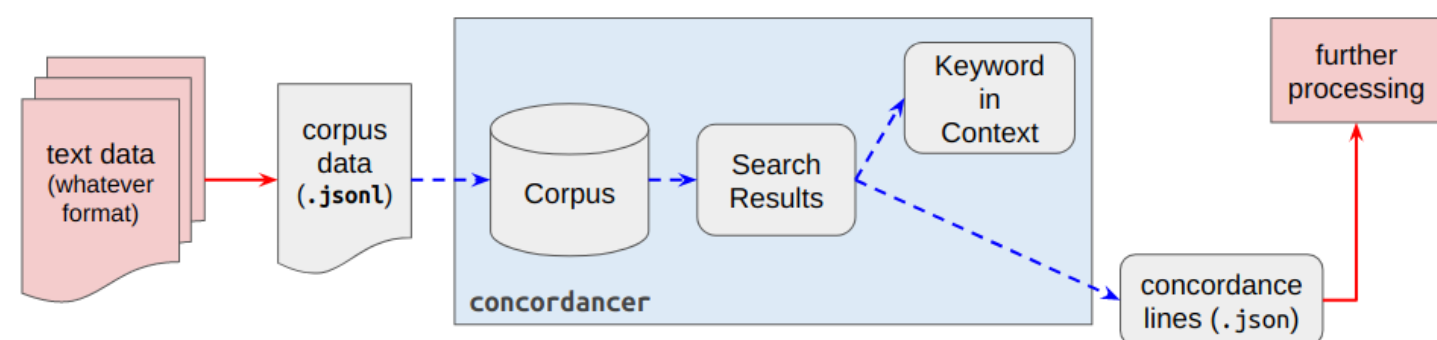 text data
(whatever
format)
corpus
data
(.jsonl)
Corpus
Search
Results
Keyword
in
Context
concordancer
concordance
lines (.json)
further
processing